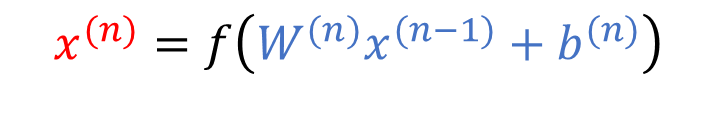 x^{(n)} = f(W^{(n)}x^{(n-1)} + b^{(n)})